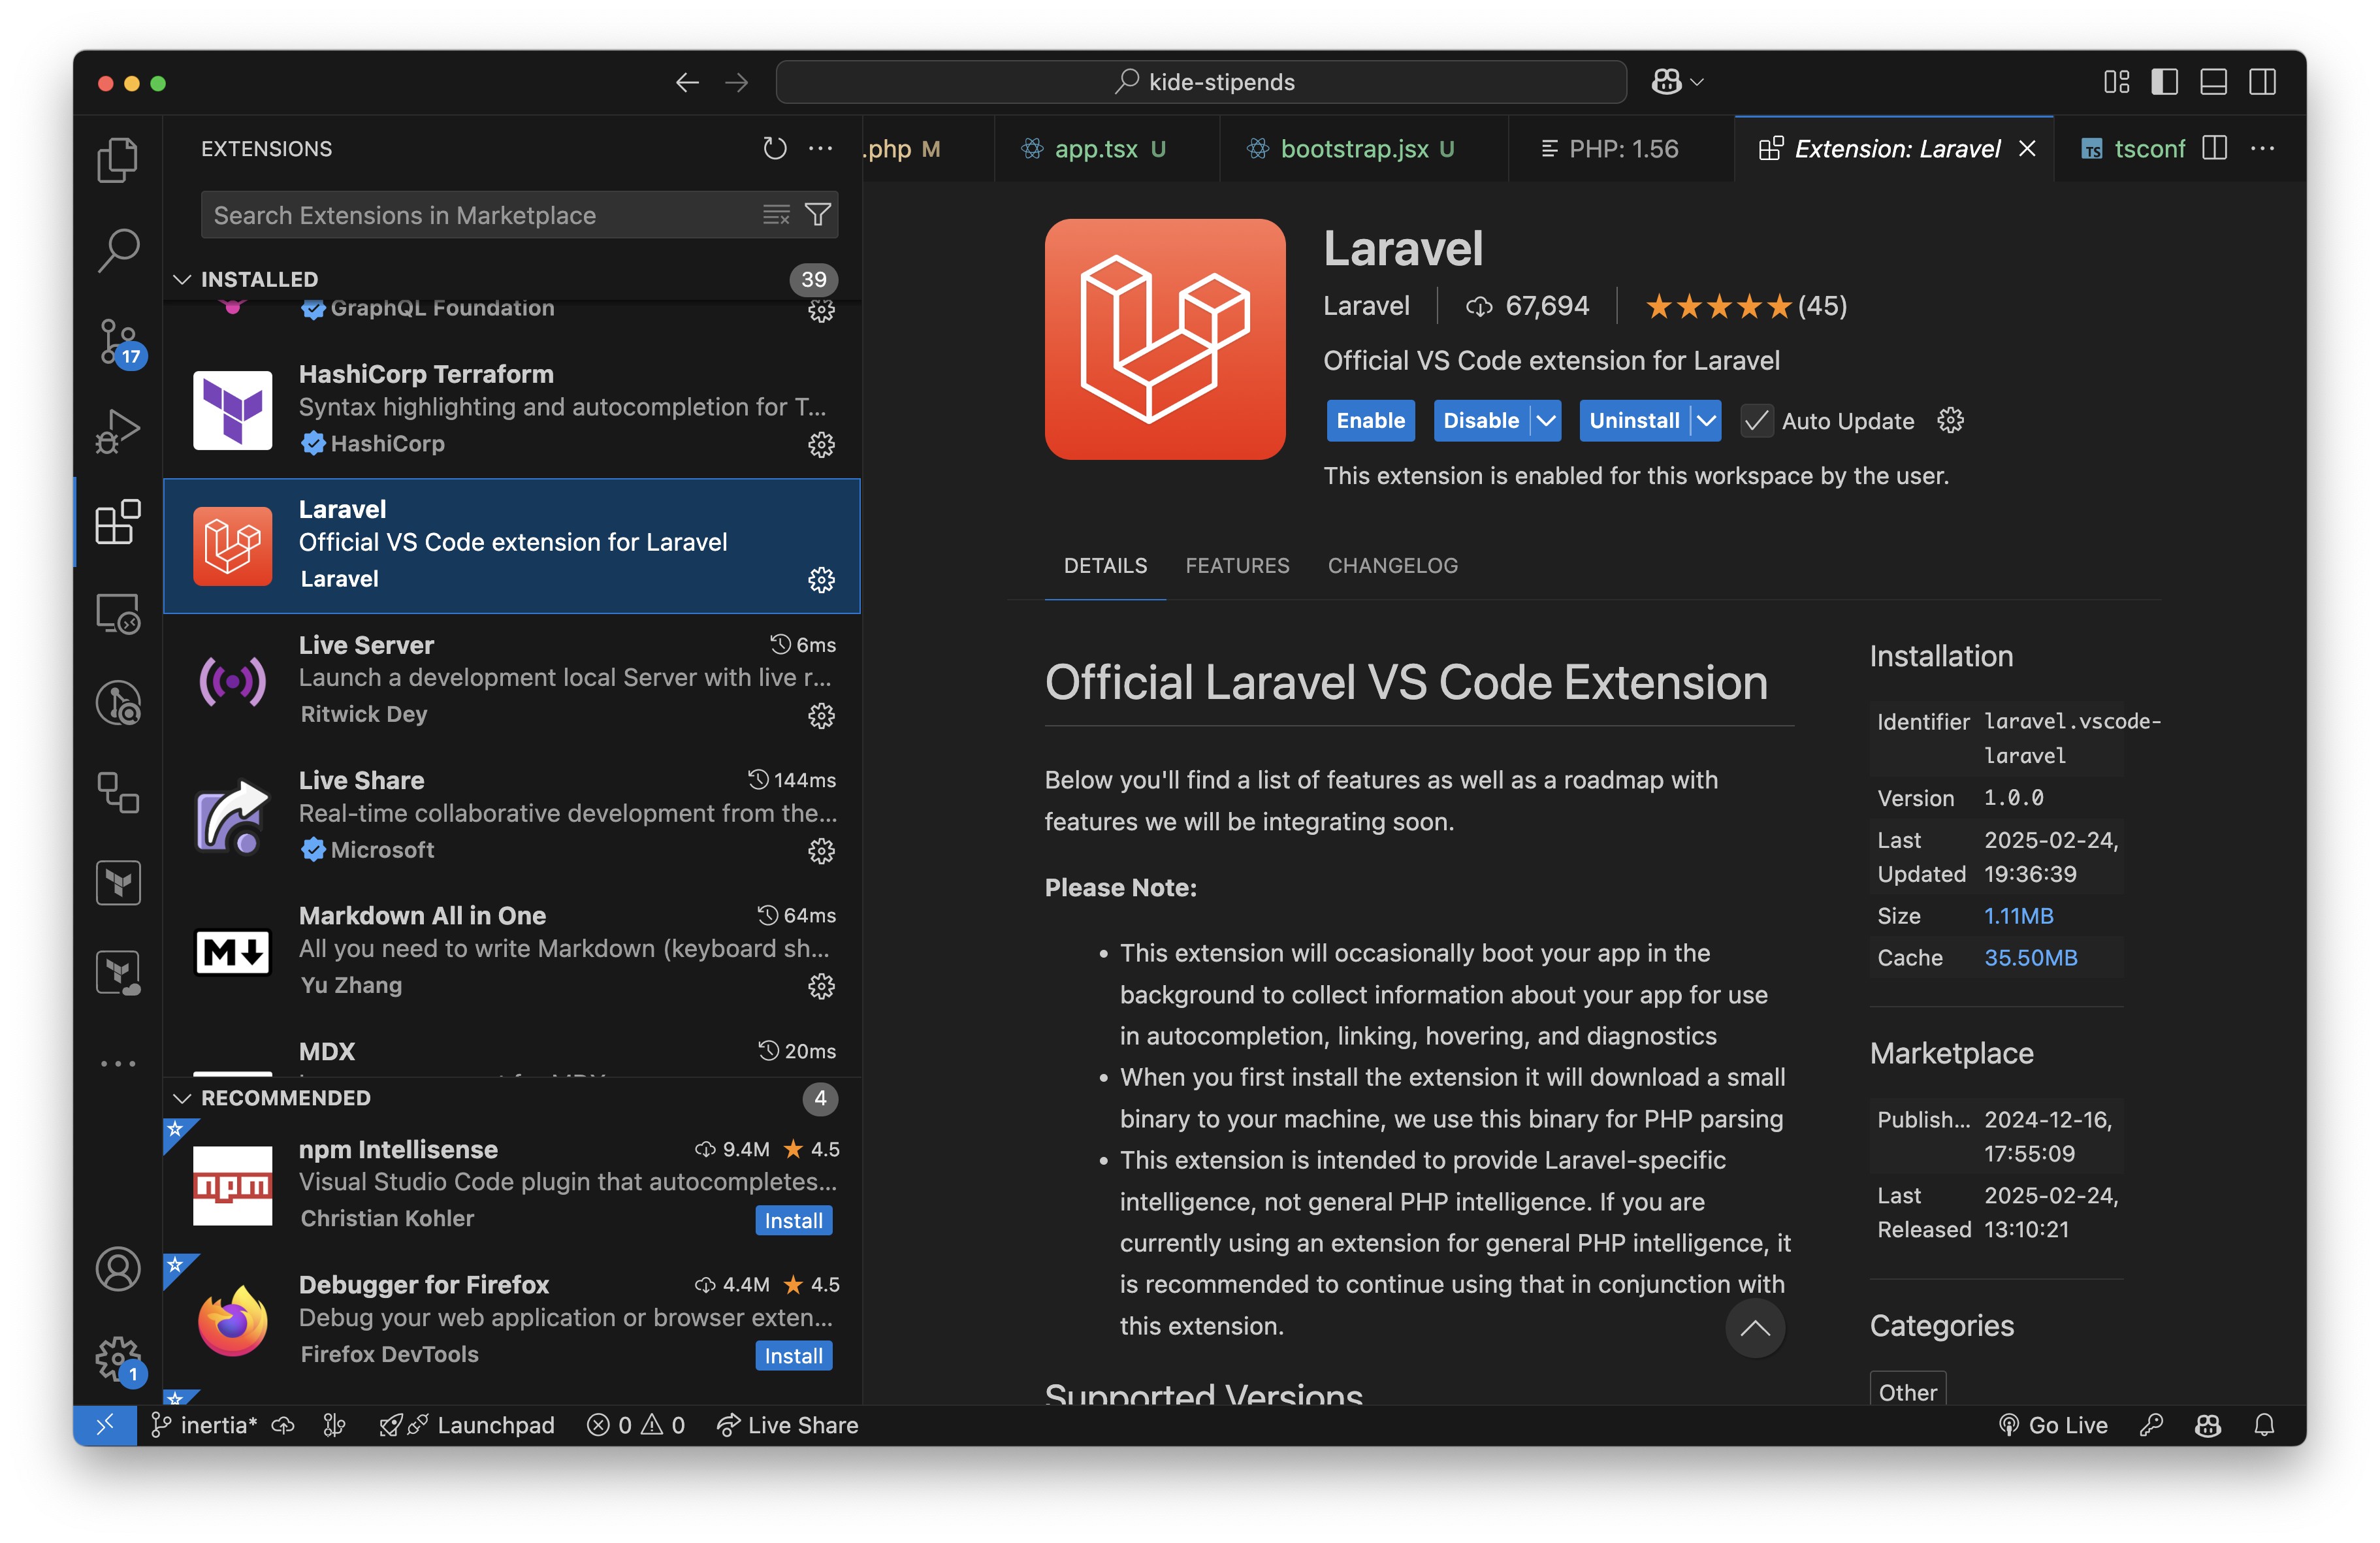 kide-stipends
EXTENSIONS
.php M
app.tsx U
bootstrap.jsx U
PHP: 1.56
Extension: Laravel
TS tsconf
Search Extensions in Marketplace
INSTALLED 39
GraphQL Foundation
17
HashiCorp Terraform
Syntax highlighting and autocompletion for T...
HashiCorp
Laravel
Official VS Code extension for Laravel
Laravel
Live Server 6ms
Launch a development local Server with live r...
Ritwick Dey
Live Share 144ms
Real-time collaborative development from the...
Microsoft
M
Markdown All in One 64ms
All you need to write Markdown (keyboard sh...
Yu Zhang
MDX 20ms
RECOMMENDED 4
npm
npm Intellisense 9.4M 4.5
Visual Studio Code plugin that autocompletes...
Christian Kohler Install
Debugger for Firefox 4.4M 4.5
Debug your web application or browser exten...
Firefox DevTools Install
1
Laravel
Laravel 67,694 (45)
Official VS Code extension for Laravel
Enable Disable Uninstall Auto Update
This extension is enabled for this workspace by the user.
DETAILS FEATURES CHANGELOG
Official Laravel VS Code Extension
Below you'll find a list of features as well as a roadmap with
features we will be integrating soon.
Please Note:
• This extension will occasionally boot your app in the
background to collect information about your app for use
in autocompletion, linking, hovering, and diagnostics
• When you first install the extension it will download a small
binary to your machine, we use this binary for PHP parsing
• This extension is intended to provide Laravel-specific
intelligence, not general PHP intelligence. If you are
currently using an extension for general PHP intelligence, it
is recommended to continue using that in conjunction with
this extension.
Supported Versions
Installation
Identifier laravel.vscode-
laravel
Version 1.0.0
Last 2025-02-24,
Updated 19:36:39
Size 1.11MB
Cache 35.50MB
Marketplace
Publish... 2024-12-16,
17:55:09
Last 2025-02-24,
Released 13:10:21
Categories
Other
inertia* Launchpad 0 0 Live Share Go Live